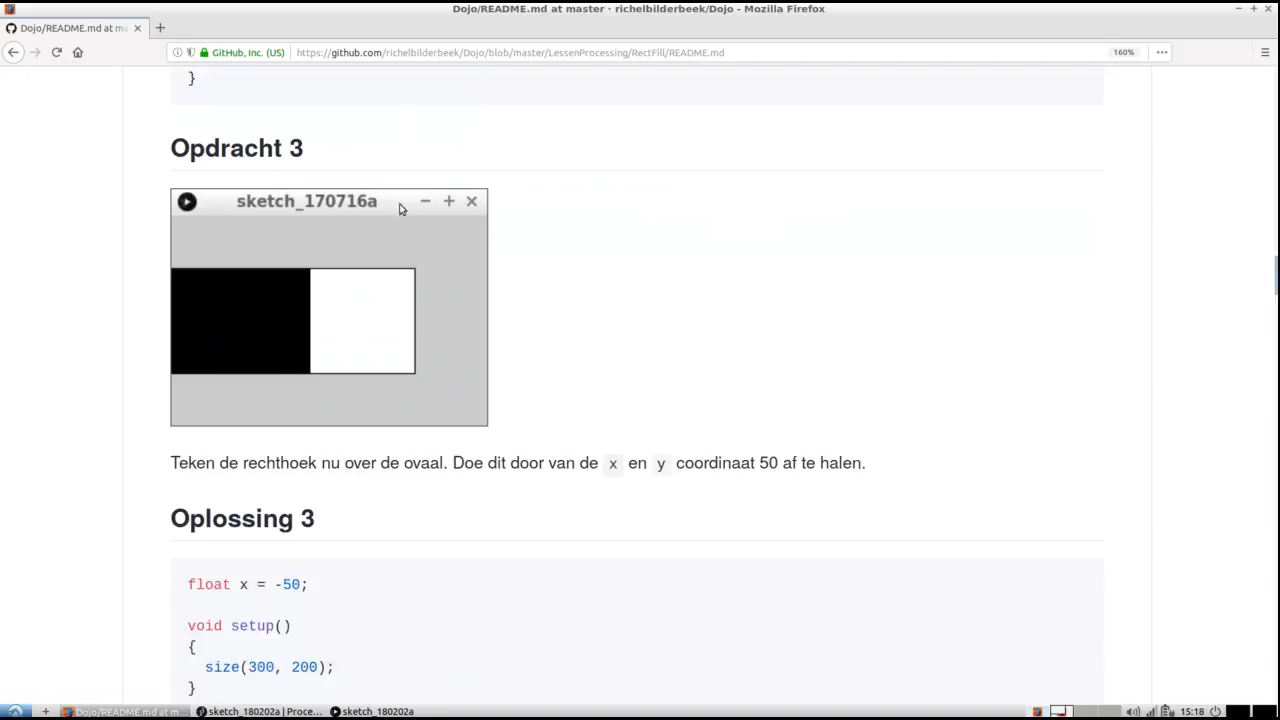 Dojo/README.md at master · richelbilderbeek/Dojo - Mozilla Firefox
Dojo/README.md at ma
GitHub, Inc. (US)
https://github.com/richelbilderbeek/Dojo/blob/master/LessenProcessing/RectFill/README.md
160%
}
Opdracht 3
sketch_170716a
Teken de rechthoek nu over de ovaal. Doe dit door van de x en y coordinaat 50 af te halen.
Oplossing 3
float x = -50;
void setup()
{
size(300, 200);
}
Dojo/README.md at m...
sketch_180202a | Proce...
sketch_180202a
15:18